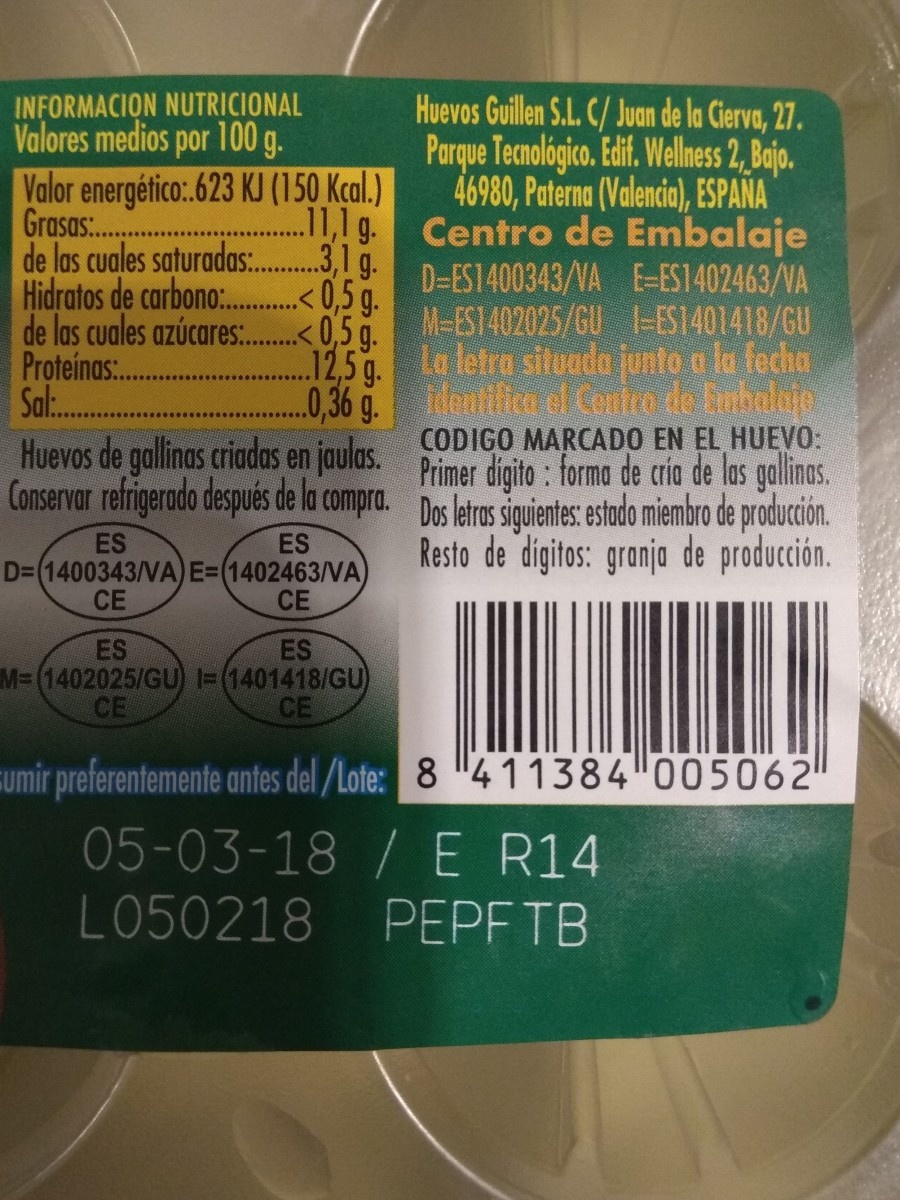 INFORMACION NUTRICIONAL
Valores medios por 100 g.
Valor energético:..623 KJ (150 Kcal.)
Grasas:..................................11,1 g.
de las cuales saturadas:..........3,1 g.
Hidratos de carbono:...........< 0,5 g.
de las cuales azúcares:.........< 0,5 g.
Proteínas:..............................12,5 g.
Sal:.......................................0,36 g.
Huevos de gallinas criadas en jaulas.
Conservar refrigerado después de la compra.
D= ES 1400343/VA CE E= ES 1402463/VA CE
M= ES 1402025/GU CE I= ES 1401418/GU CE
preferentemente antes del /Lote:
Huevos Guillen S.L. C/ Juan de la Cierva, 27.
Parque Tecnológico. Edif. Wellness 2, Bajo.
46980, Paterna (Valencia), ESPAÑA
Centro de Embalaje
D=ES1400343/VA E=ES1402463/VA
M=ES1402025/GU I=ES1401418/GU
La letra situada junto a la fecha
identifica el Centro de Embalaje
CODIGO MARCADO EN EL HUEVO:
Primer dígito : forma de cría de las gallinas.
Dos letras siguientes: estado miembro de producción.
Resto de dígitos: granja de producción.
8 411384 005062
05-03-18 / E R14
L050218 PEPFTB